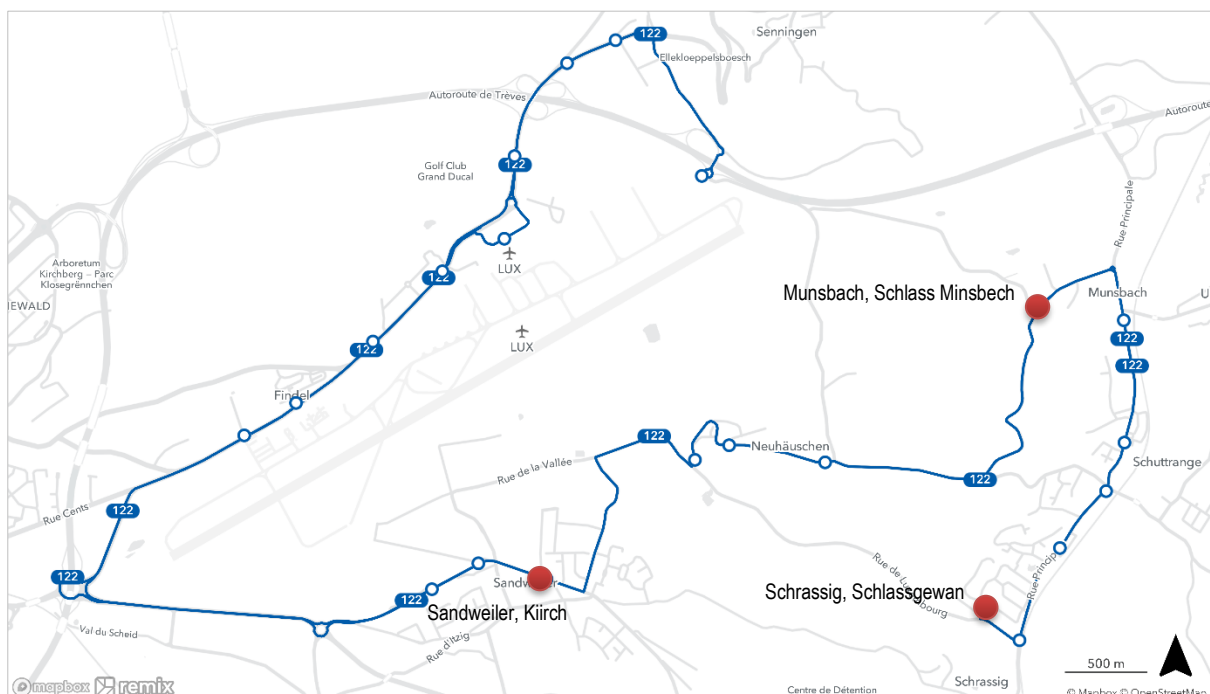 122
Senningen
Ellekloeppelsboesch
Autoroute de Trèves
Autoroute
122
Golf Club
Grand Ducal
Rue Principale
LUX
122
Arboretum
Kirchberg – Parc
Klosegrënnchen
Munsbach, Schlass Minsbech
Munsbach
122
LUX
122
122
Findel
122
Neuhäuschen
Rue de la Vallée
Schuttrange
122
122
Rue Cents
122
Sandweiler
Rue de
122
Schrassig, Schlassgewan
Sandweiler, Kiirch
Val du Scheid
Rue d'Itzig
500 m
Schrassig
Centre de Détention
mapbox remix
© Mapbox © OpenStreetMap